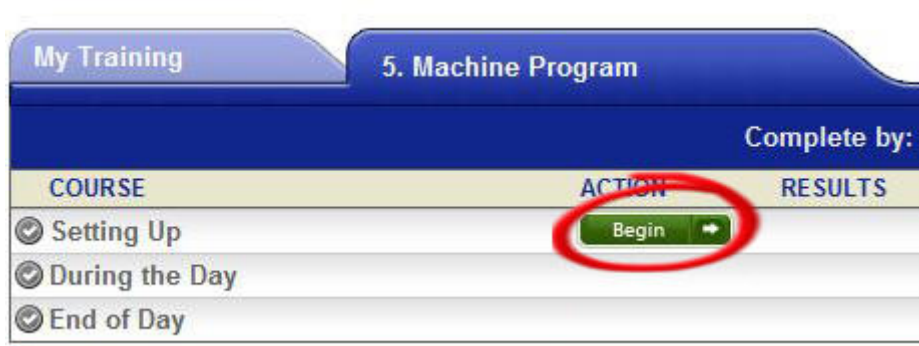 My Training
5. Machine Program
Complete by:
COURSE ACTION RESULTS
Setting Up Begin
During the Day
End of Day